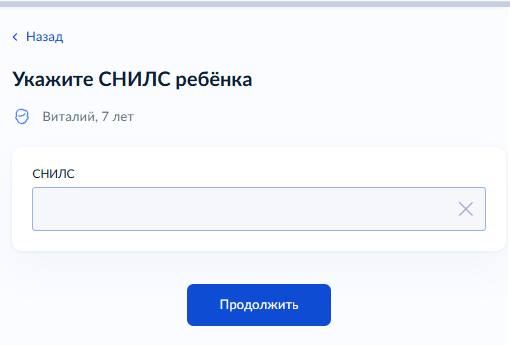 Назад
Укажите СНИЛС ребёнка
Виталий, 7 лет
СНИЛС
Продолжить